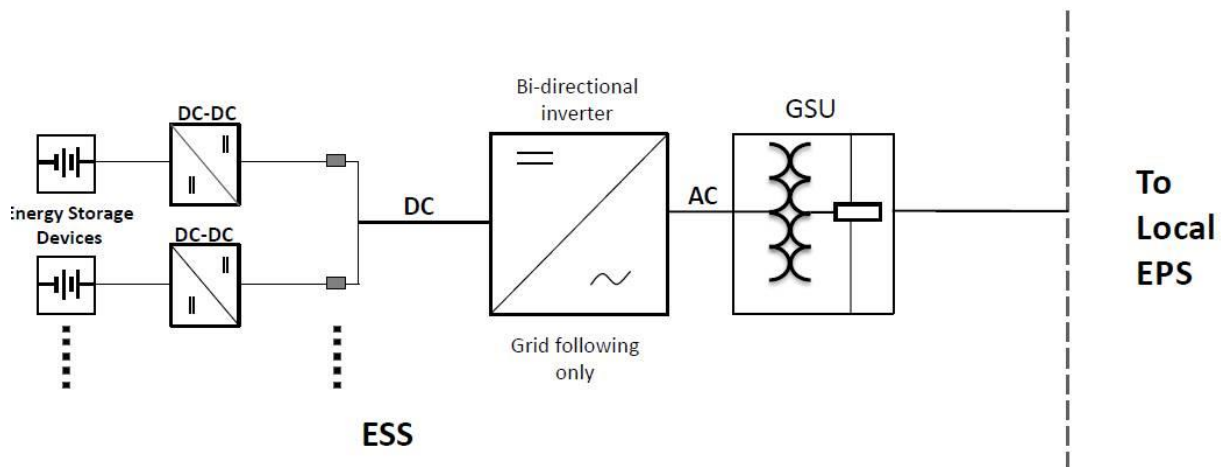 DC-DC
Energy Storage
Devices
DC-DC
DC
Bi-directional
inverter
Grid following
only
AC
GSU
To
Local
EPS
ESS